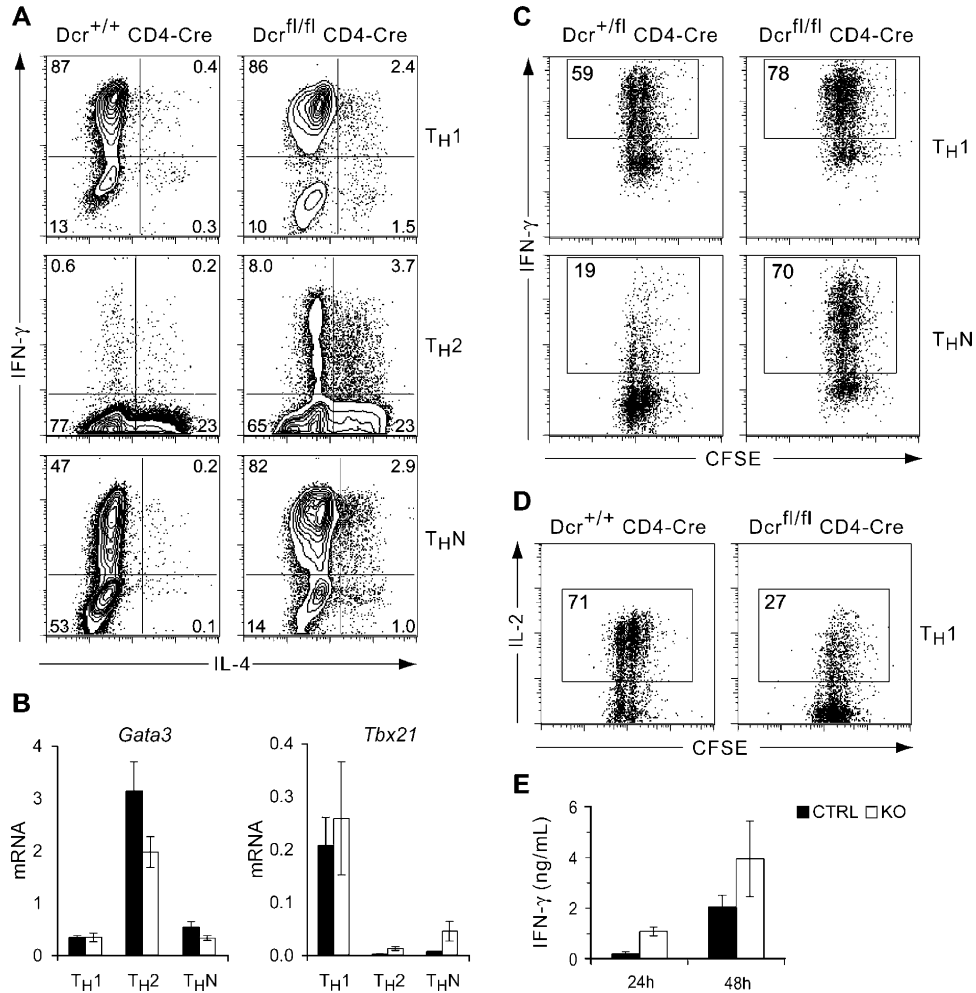 A
Dcr+/+ CD4-Cre
Dcrfl/fl CD4-Cre
87
0.4
13
0.3
86
2.4
10
1.5
TH1
0.6
0.2
77
23
8.0
3.7
65
23
TH2
47
0.2
53
0.1
82
2.9
14
1.0
THN
IFN-γ
IL-4
B
Gata3
mRNA
4
3
2
1
0
TH1
TH2
THN
Tbx21
mRNA
0.4
0.3
0.2
0.1
0.0
TH1
TH2
THN
C
Dcr+/fl CD4-Cre
Dcrfl/fl CD4-Cre
59
78
TH1
19
70
THN
IFN-γ
CFSE
D
Dcr+/+ CD4-Cre
Dcrfl/fl CD4-Cre
71
27
TH1
IL-2
CFSE
E
IFN-γ (ng/mL)
6
4
2
0
24h
48h
CTRL
KO